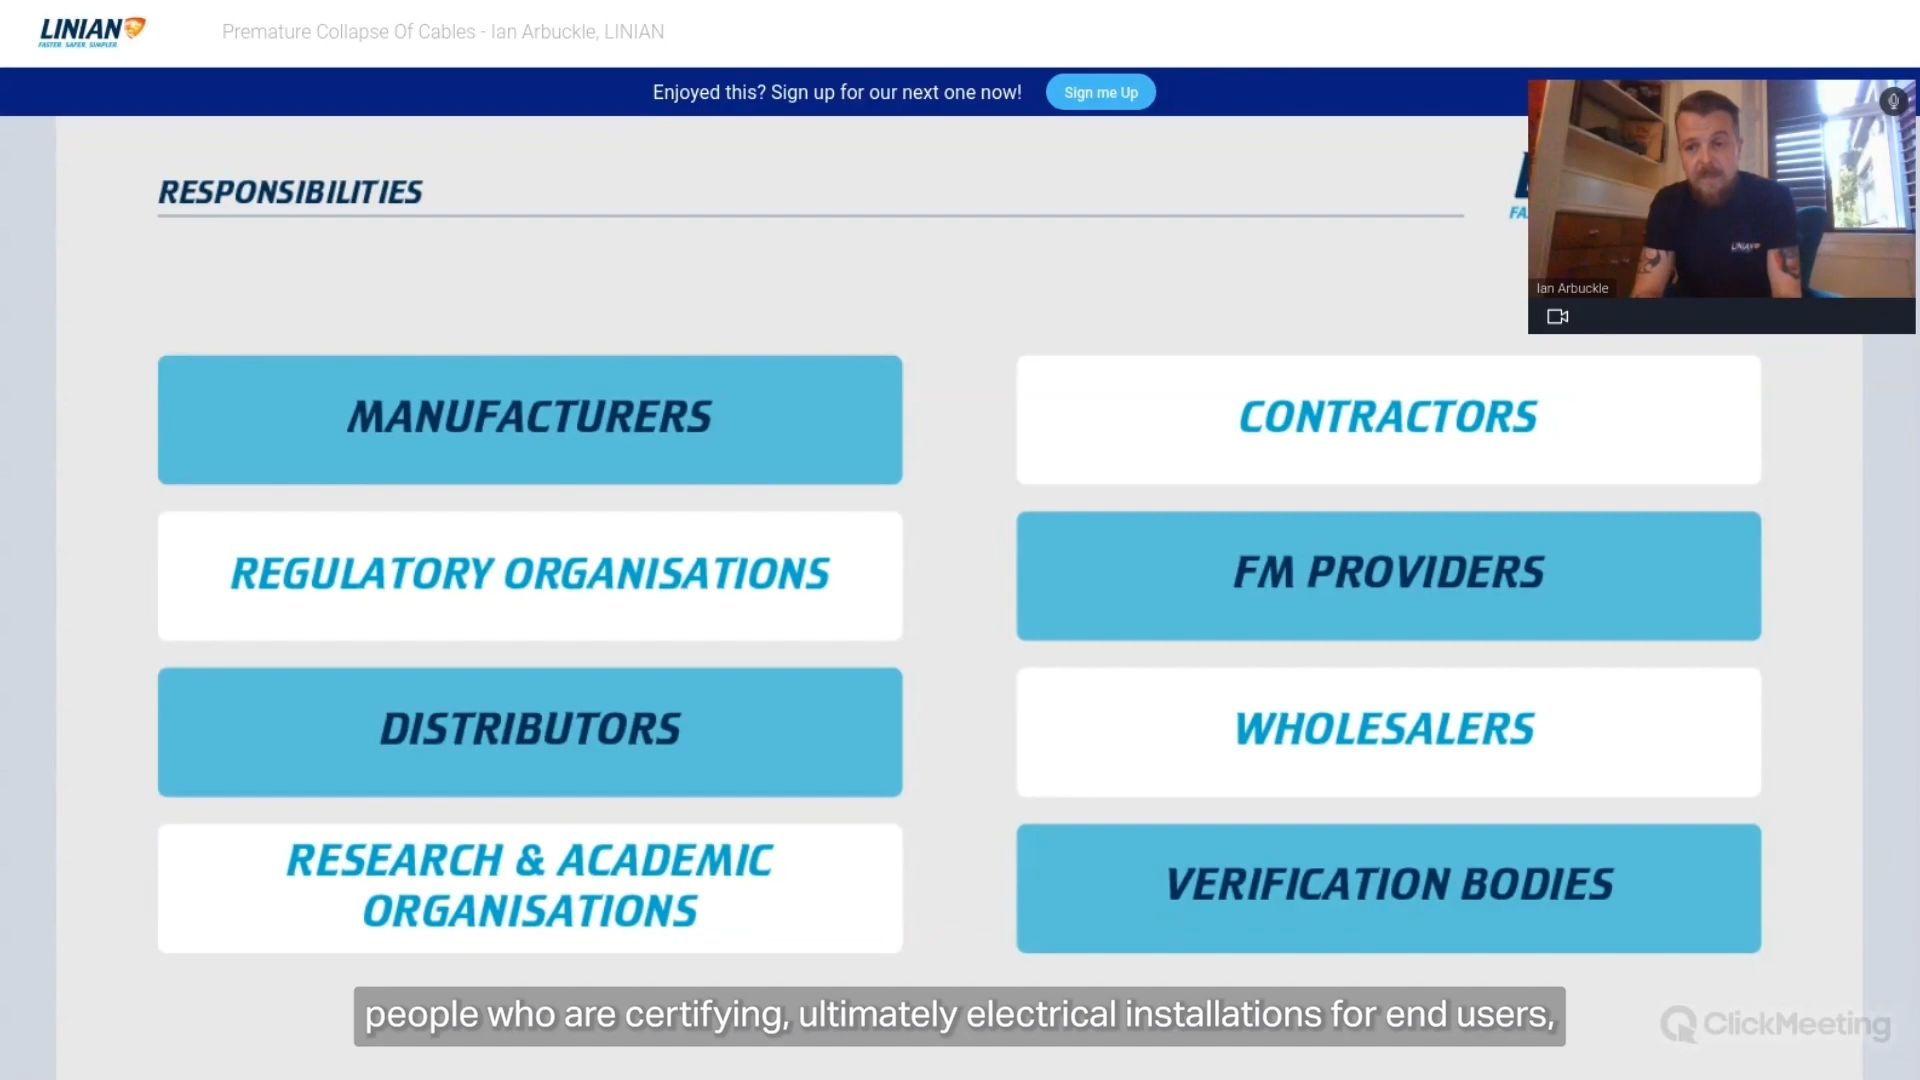 LINIAN
FASTER. SAFER. SIMPLER.
Premature Collapse Of Cables - Ian Arbuckle, LINIAN
Enjoyed this? Sign up for our next one now!
Sign me Up
RESPONSIBILITIES
FA
LINIAN
Ian Arbuckle
MANUFACTURERS
CONTRACTORS
REGULATORY ORGANISATIONS
FM PROVIDERS
DISTRIBUTORS
WHOLESALERS
RESEARCH & ACADEMIC
ORGANISATIONS
VERIFICATION BODIES
people who are certifying, ultimately electrical installations for end users,
ClickMeeting